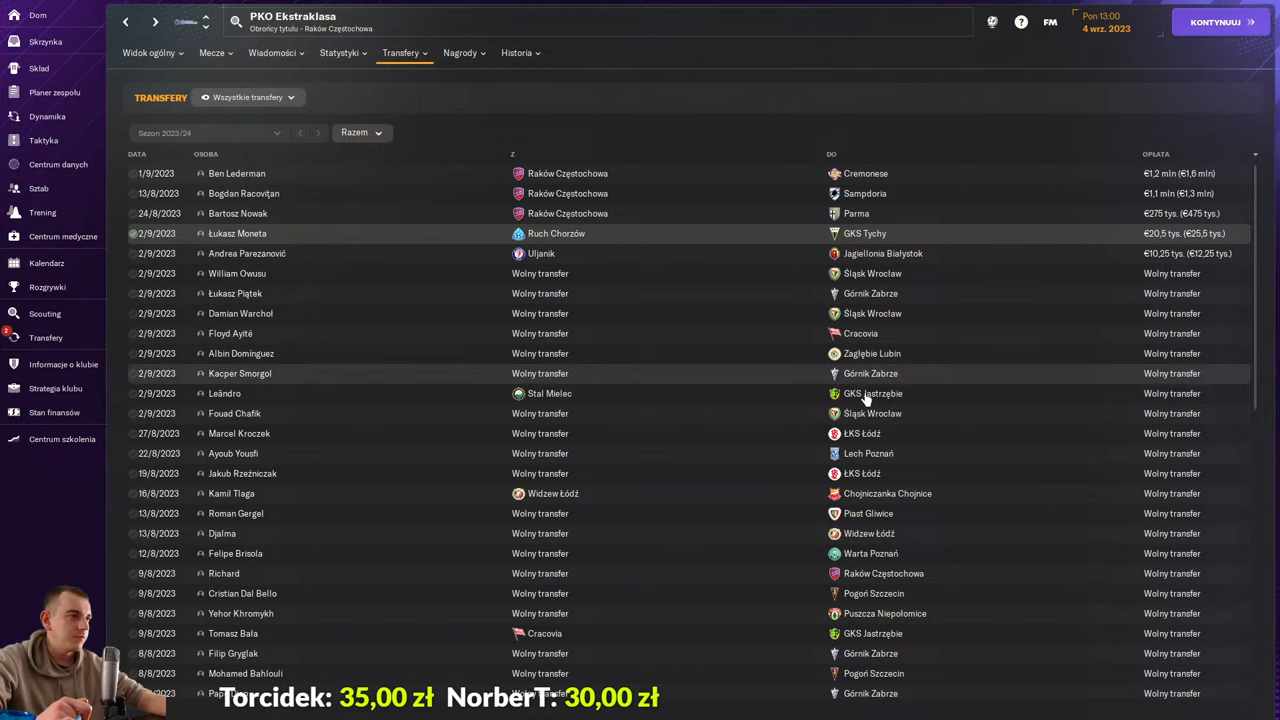 Dom
Skrzynka
Skład
Planer zespołu
Dynamika
Taktyka
Centrum danych
Sztab
Trening
Centrum medyczne
Kalendarz
Rozgrywki
Scouting
2
Transfery
Informacje o klubie
Strategia klubu
Stan finansów
Centrum szkolenia
PKO Ekstraklasa
Obrońcy tytułu - Raków Częstochowa
FM
Pon 13:00
4 wrz. 2023
KONTYNUUJ
Widok ogólny Mecze Wiadomości Statystyki Transfery Nagrody Historia
TRANSFERY Wszystkie transfery
Sezon 2023/24 Razem
DATA OSOBA Z DO OPŁATA
1/9/2023 Ben Lederman Raków Częstochowa Cremonese €1,2 mln (€1,6 mln)
13/8/2023 Bogdan Racovițan Raków Częstochowa Sampdoria €1,1 mln (€1,3 mln)
24/8/2023 Bartosz Nowak Raków Częstochowa Parma €275 tys. (€475 tys.)
2/9/2023 Łukasz Moneta Ruch Chorzów GKS Tychy €20,5 tys. (€25,5 tys.)
2/9/2023 Andrea Parezanović Uljanik Jagiellonia Białystok €10,25 tys. (€12,25 tys.)
2/9/2023 William Owusu Wolny transfer Śląsk Wrocław Wolny transfer
2/9/2023 Łukasz Piątek Wolny transfer Górnik Zabrze Wolny transfer
2/9/2023 Damian Warchoł Wolny transfer Śląsk Wrocław Wolny transfer
2/9/2023 Floyd Ayité Wolny transfer Cracovia Wolny transfer
2/9/2023 Albin Domínguez Wolny transfer Zagłębie Lubin Wolny transfer
2/9/2023 Kacper Smorgol Wolny transfer Górnik Zabrze Wolny transfer
2/9/2023 Leândro Stal Mielec GKS Jastrzębie Wolny transfer
2/9/2023 Fouad Chafik Wolny transfer Śląsk Wrocław Wolny transfer
27/8/2023 Marcel Kroczek Wolny transfer ŁKS Łódź Wolny transfer
22/8/2023 Ayoub Yousfi Wolny transfer Lech Poznań Wolny transfer
19/8/2023 Jakub Rzeźniczak Wolny transfer ŁKS Łódź Wolny transfer
16/8/2023 Kamil Tlaga Widzew Łódź Chojniczanka Chojnice Wolny transfer
13/8/2023 Roman Gergel Wolny transfer Piast Gliwice Wolny transfer
13/8/2023 Djalma Wolny transfer Widzew Łódź Wolny transfer
12/8/2023 Felipe Brisola Wolny transfer Warta Poznań Wolny transfer
9/8/2023 Richard Wolny transfer Raków Częstochowa Wolny transfer
9/8/2023 Cristian Dal Bello Wolny transfer Pogoń Szczecin Wolny transfer
9/8/2023 Yehor Khromykh Wolny transfer Puszcza Niepołomice Wolny transfer
9/8/2023 Tomasz Bała Cracovia GKS Jastrzębie Wolny transfer
8/8/2023 Filip Gryglak Wolny transfer Górnik Zabrze Wolny transfer
8/8/2023 Mohamed Bahlouli Wolny transfer Pogoń Szczecin Wolny transfer
Wolny transfer Górnik Zabrze Wolny transfer
Torcidek: 35,00 zł NorberT: 30,00 zł